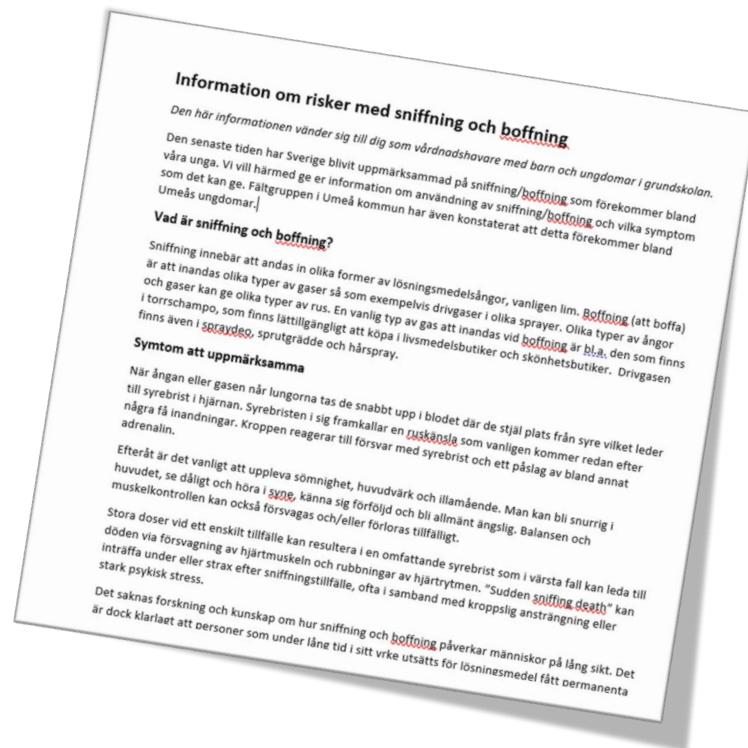 Information om risker med sniffning och boffning
Den här informationen vänder sig till dig som vårdnadshavare med barn och ungdomar i grundskolan.
Den senaste tiden har Sverige blivit uppmärksammad på sniffning/boffning som förekommer bland
våra unga. Vi vill härmed ge er information om användning av sniffning/boffning och vilka symptom
som det kan ge. Fältgruppen i Umeå kommun har även konstaterat att detta förekommer bland
Umeås ungdomar.
Vad är sniffning och boffning?
Sniffning innebär att andas in olika former av lösningsmedelsångor, vanligen lim. Boffning (att boffa)
är att inandas olika typer av gaser så som exempelvis drivgaser i olika sprayer. Olika typer av ångor
och gaser kan ge olika typer av rus. En vanlig typ av gas att inandas vid boffning är bl.a. den som finns
i torrschampo, som finns lättillgängligt att köpa i livsmedelsbutiker och skönhetsbutiker. Drivgasen
finns även i spraydeo, sprutgrädde och hårspray.
Symtom att uppmärksamma
När ångan eller gasen når lungorna tas de snabbt upp i blodet där de stjäl plats från syre vilket leder
till syrebrist i hjärnan. Syrebristen i sig framkallar en ruskänsla som vanligen kommer redan efter
några få inandningar. Kroppen reagerar till försvar med syrebrist och ett påslag av bland annat
adrenalin.
Efteråt är det vanligt att uppleva sömnighet, huvudvärk och illamående. Man kan bli snurrig i
huvudet, se dåligt och höra i syne, känna sig förföljd och bli allmänt ängslig. Balansen och
muskelkontrollen kan också försvagas och/eller förloras tillfälligt.
Stora doser vid ett enskilt tillfälle kan resultera i en omfattande syrebrist som i värsta fall kan leda till
döden via försvagning av hjärtmuskeln och rubbningar av hjärtrytmen. "Sudden sniffing death" kan
inträffa under eller strax efter sniffningstillfälle, ofta i samband med kroppslig ansträngning eller
stark psykisk stress.
Det saknas forskning och kunskap om hur sniffning och boffning påverkar människor på lång sikt. Det
är dock klarlagt att personer som under lång tid i sitt yrke utsätts för lösningsmedel fått permanenta